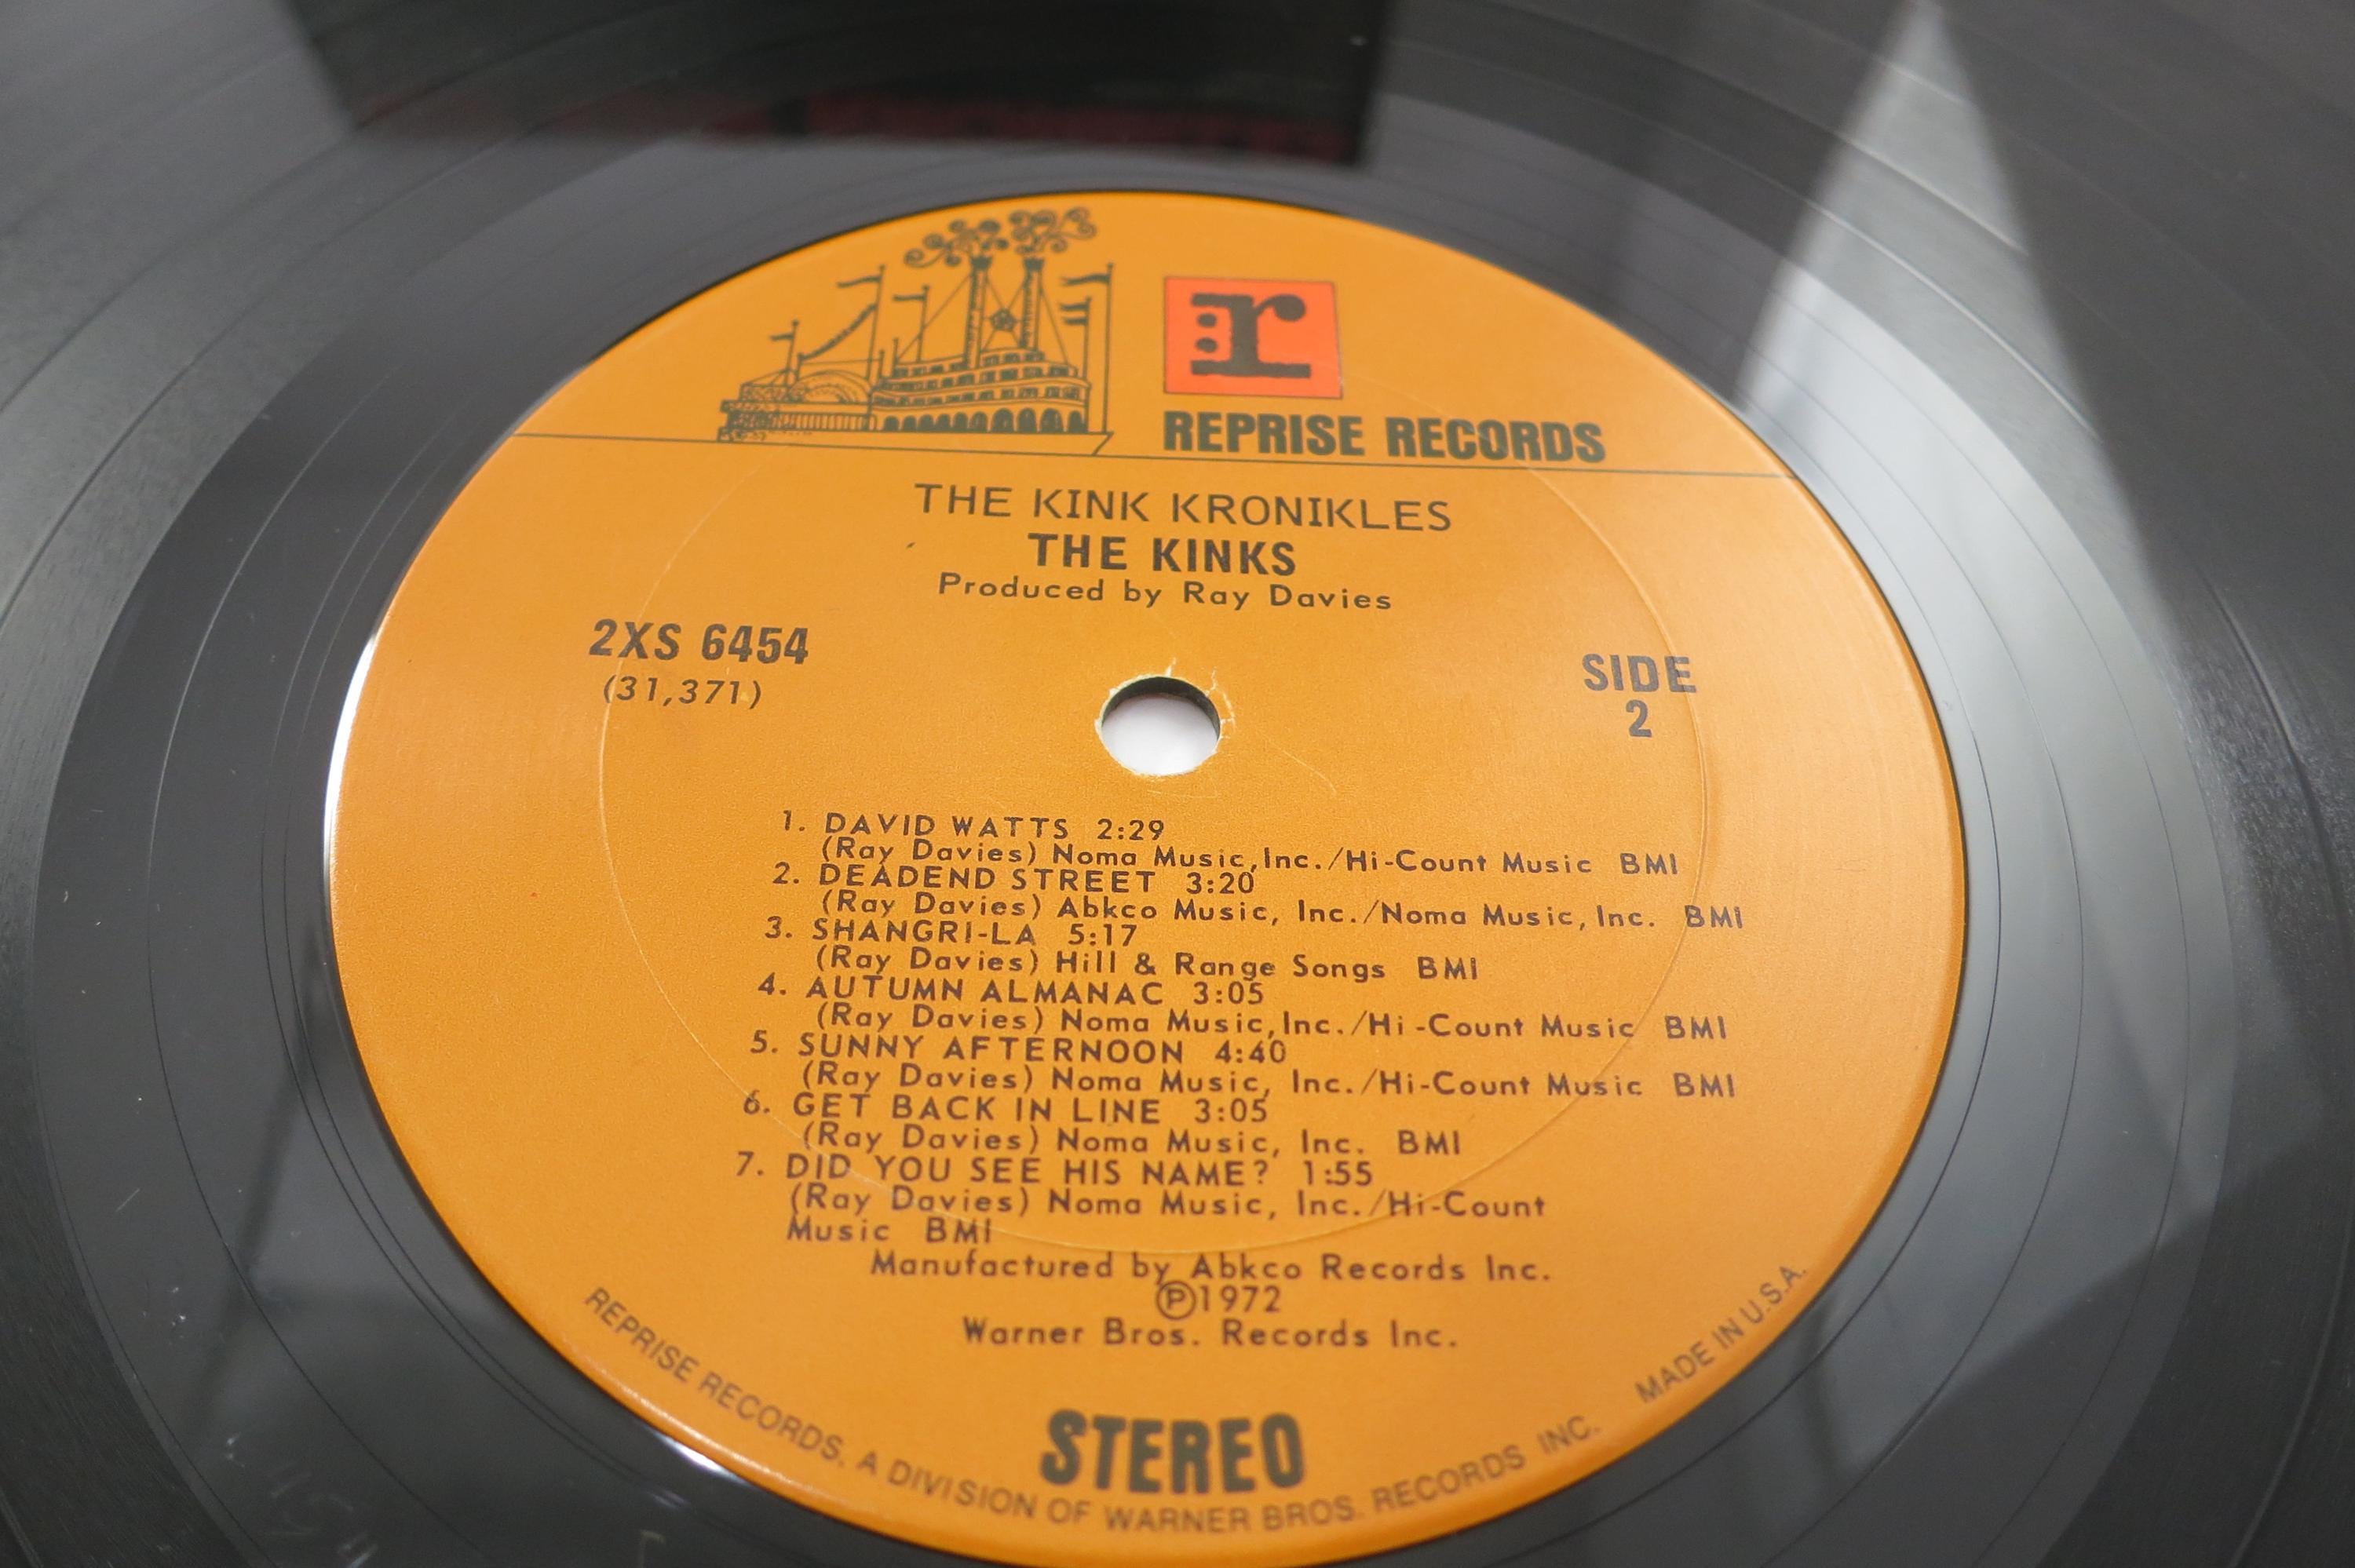 r
REPRISE RECORDS
THE KINK KRONIKLES
THE KINKS
Produced by Ray Davies
2XS 6454
(31,371)
SIDE
2
1. DAVID WATTS 2:29
(Ray Davies) Noma Music,Inc./Hi-Count Music BMI
2. DEADEND STREET 3:20
(Ray Davies) Abkco Music, Inc./Noma Music,Inc. BMI
3. SHANGRI-LA 5:17
(Ray Davies) Hill & Range Songs BMI
4. AUTUMN ALMANAC 3:05
(Ray Davies) Noma Music,Inc./Hi-Count Music BMI
5. SUNNY AFTERNOON 4:40
(Ray Davies) Noma Music, Inc./Hi-Count Music BMI
6. GET BACK IN LINE 3:05
(Ray Davies) Noma Music, Inc. BMI
7. DID YOU SEE HIS NAME? 1:55
(Ray Davies) Noma Music, Inc./Hi-Count
Music BMI
Manufactured by Abkco Records Inc.
Ⓟ1972
Warner Bros. Records Inc.
STEREO
REPRISE RECORDS, A DIVISION OF WARNER BROS. RECORDS INC. MADE IN U.S.A.